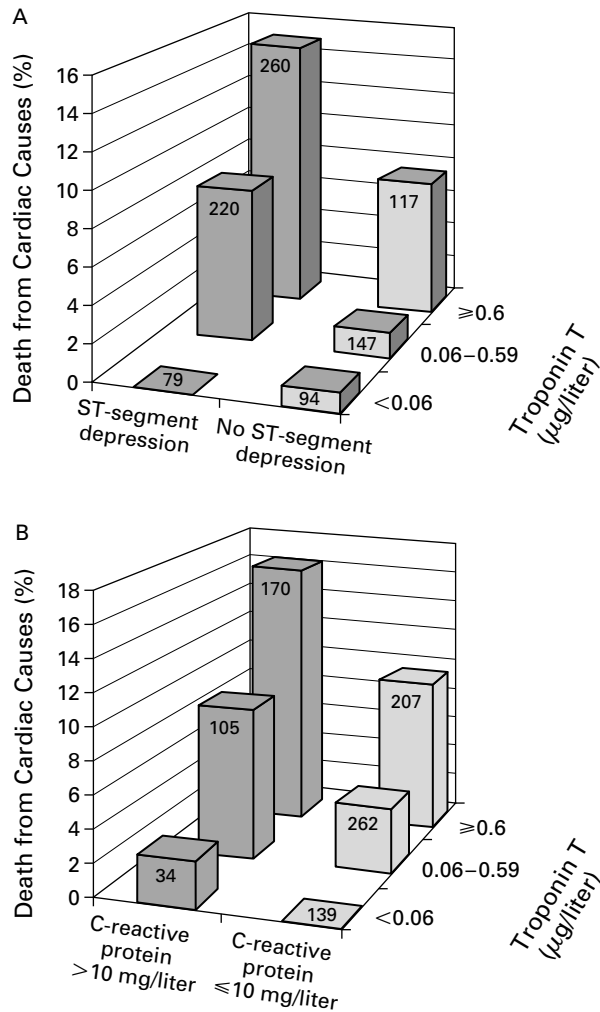 A
Death from Cardiac Causes (%)
16
14
12
10
8
6
4
2
0
260
220
117
147
79
94
⩾0.6
0.06–0.59
<0.06
ST-segment
depression
No ST-segment
depression
Troponin T
(µg/liter)
B
Death from Cardiac Causes (%)
18
16
14
12
10
8
6
4
2
0
170
105
207
262
34
139
⩾0.6
0.06–0.59
<0.06
C-reactive
protein
>10 mg/liter
C-reactive
protein
⩽10 mg/liter
Troponin T
(µg/liter)